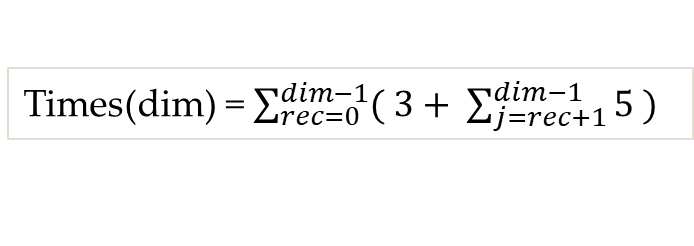 Times(dim) = ∑_{rec=0}^{dim−1}( 3 + ∑_{j=rec+1}^{dim−1} 5 )